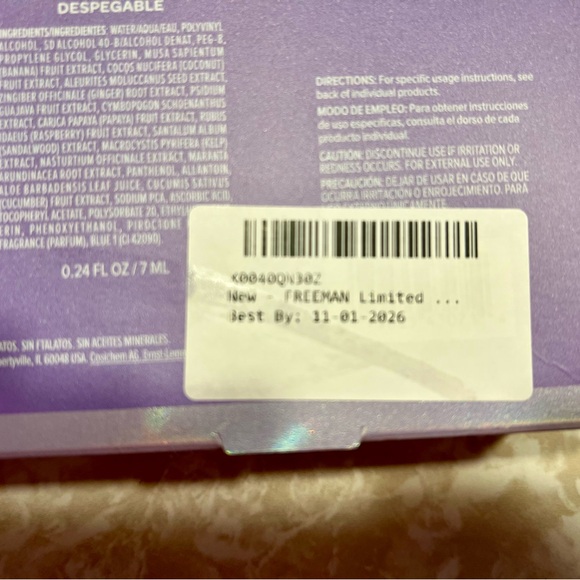 DESPEGABLE
INGREDIENTS/INGREDIENTES: WATER/AQUA/EAU, POLYVINYL
ALCOHOL, SD ALCOHOL 40-B/ALCOHOL DENAT, PEG-8,
PROPYLENE GLYCOL, GLYCERIN, MUSA SAPIENTUM
(BANANA) FRUIT EXTRACT, COCOS NUCIFERA (COCONUT)
FRUIT EXTRACT, ALEURITES MOLUCCANUS SEED EXTRACT,
ZINGIBER OFFICINALE (GINGER) ROOT EXTRACT, PSIDIUM
GUAJAVA FRUIT EXTRACT, CYMBOPOGON SCHOENANTHUS
EXTRACT, CARICA PAPAYA (PAPAYA) FRUIT EXTRACT, RUBUS
IDAEUS (RASPBERRY) FRUIT EXTRACT, SANTALUM ALBUM
(SANDALWOOD) EXTRACT, MACROCYSTIS PYRIFERA (KELP)
EXTRACT, NASTURTIUM OFFICINALE EXTRACT, MARANTA
ARUNDINACEA ROOT EXTRACT, PANTHENOL, ALLANTOIN,
ALOE BARBADENSIS LEAF JUICE, CUCUMIS SATIVUS
(CUCUMBER) FRUIT EXTRACT, SODIUM PCA, ASCORBIC ACID,
TOCOPHERYL ACETATE, POLYSORBATE 20,
PHENOXYETHANOL, PIROCTONE
FRAGRANCE (PARFUM), BLUE 1 (CI 42090).
0.24 FL OZ / 7 ML
SIN FTALATOS. SIN ACEITES MINERALES.
IL 60048 USA.
DIRECTIONS: For specific usage instructions, see
back of individual products.
MODO DE EMPLEO: Para obtener instrucciones
de uso específicas, consulta el dorso de cada
producto individual.
CAUTION: DISCONTINUE USE IF IRRITATION OR
REDNESS OCCURS. FOR EXTERNAL USE ONLY.
PRECAUCIÓN: DEJAR DE USAR EN CASO DE QUE
OCURRA IRRITACIÓN O ENROJECIMIENTO. PARA
K0040QN30Z
New - FREEMAN Limited ...
Best By: 11-01-2026